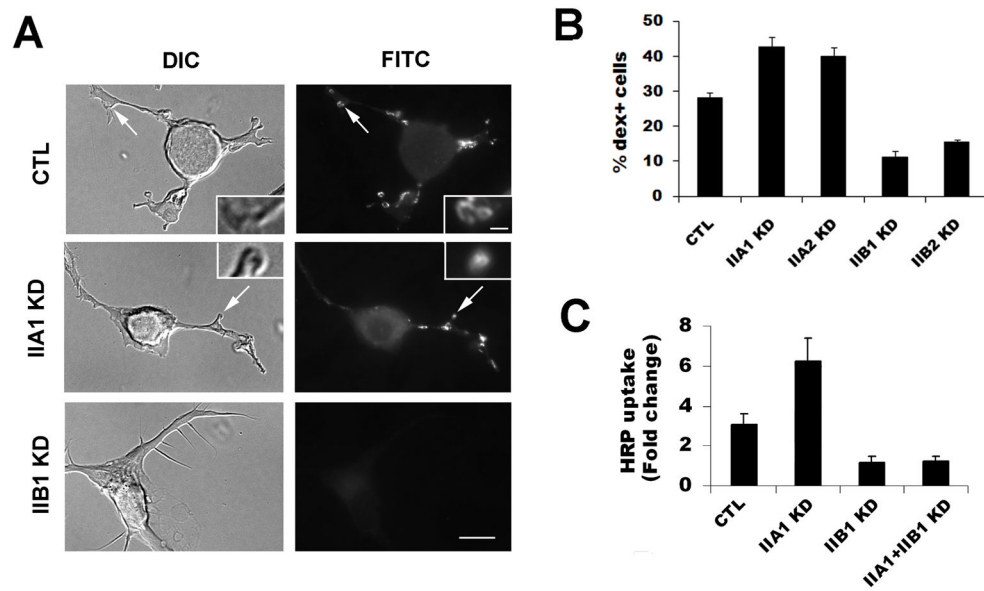 A
DIC
FITC
CTL
IIA1 KD
IIB1 KD
B
% dex+ cells
50
40
30
20
10
0
CTL
IIA1 KD
IIA2 KD
IIB1 KD
IIB2 KD
C
HRP uptake
(Fold change)
8
6
4
2
0
CTL
IIA1 KD
IIB1 KD
IIA1+IIB1 KD